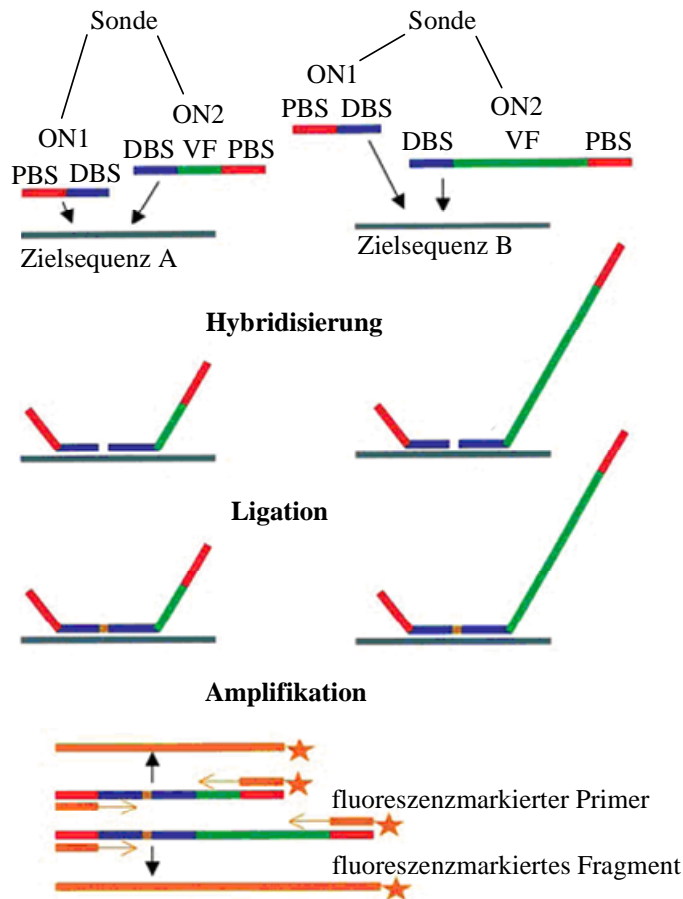 Sonde
ON1
ON2
PBS DBS
DBS VF PBS
Zielsequenz A
Sonde
ON1
PBS DBS
ON2
DBS VF PBS
Zielsequenz B
Hybridisierung
Ligation
Amplifikation
fluoreszenzmarkierter Primer
fluoreszenzmarkiertes Fragment